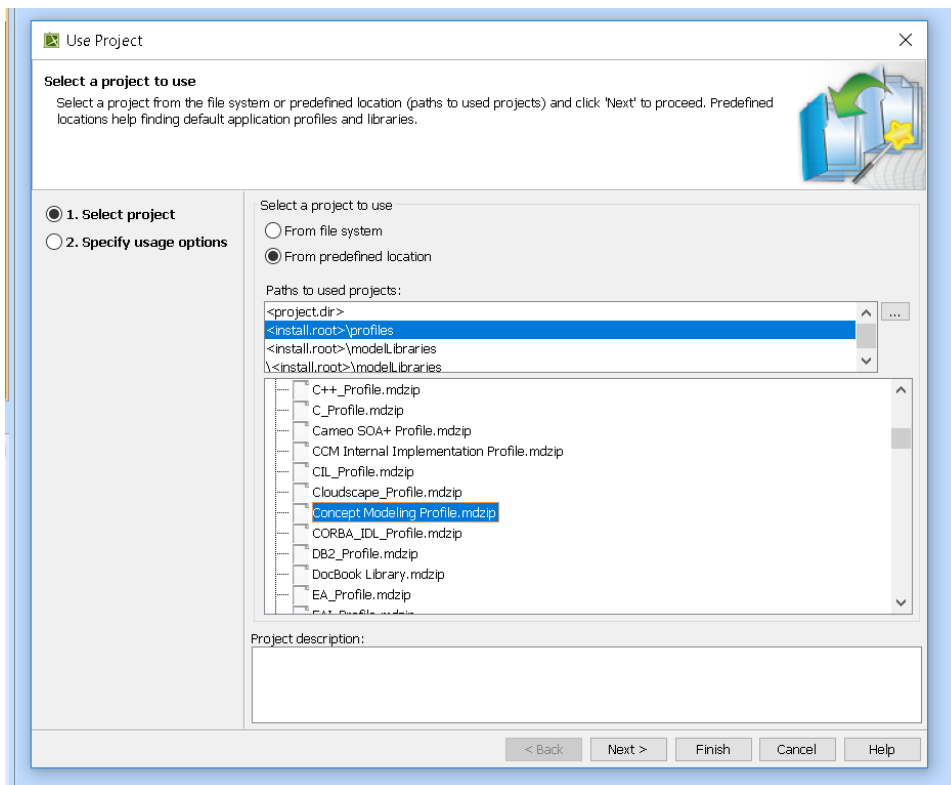 Use Project
Select a project to use
Select a project from the file system or predefined location (paths to used projects) and click 'Next' to proceed. Predefined
locations help finding default application profiles and libraries.
1. Select project
2. Specify usage options
Select a project to use
From file system
From predefined location
Paths to used projects:
<project.dir>
...
<install.root>\profiles
<install.root>\modelLibraries
\<install.root>\modelLibraries
C++_Profile.mdzip
C_Profile.mdzip
Cameo SOA+ Profile.mdzip
CCM Internal Implementation Profile.mdzip
CIL_Profile.mdzip
Cloudscape_Profile.mdzip
Concept Modeling Profile.mdzip
CORBA_IDL_Profile.mdzip
DB2_Profile.mdzip
DocBook Library.mdzip
EA_Profile.mdzip
EAI_Profile.mdzip
Project description:
< Back Next > Finish Cancel Help